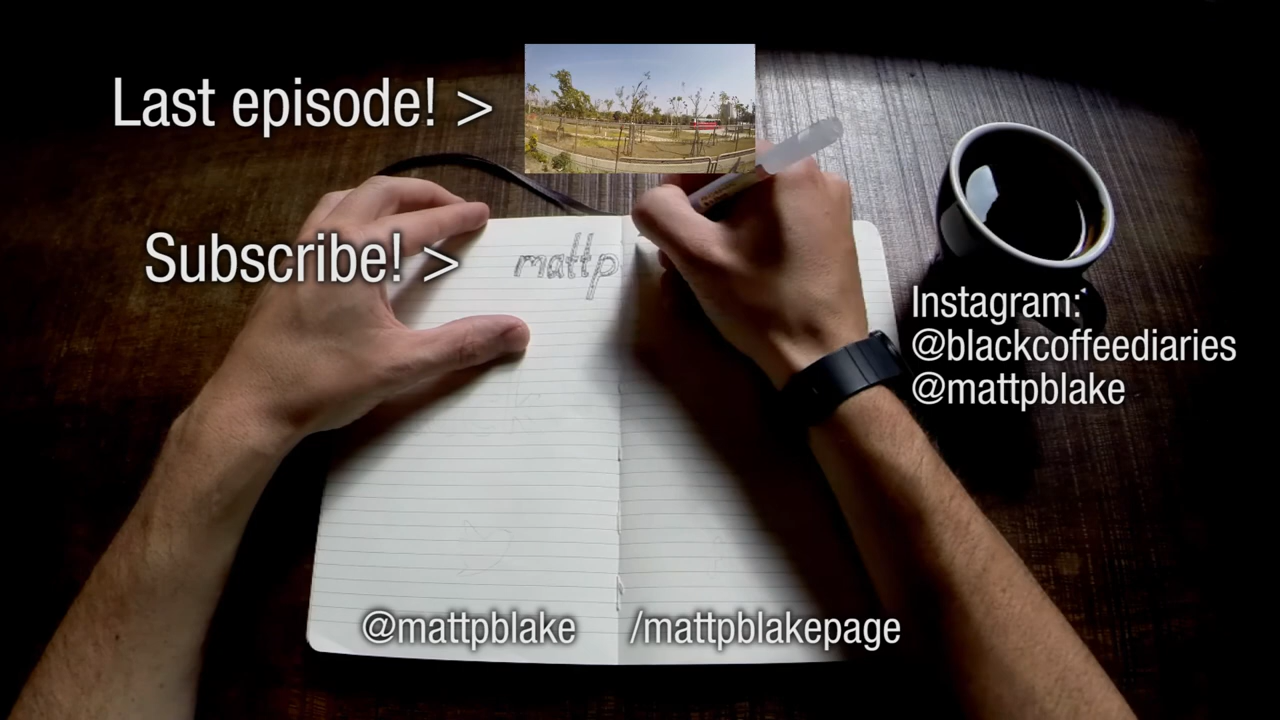 Last episode! >
Subscribe! >
mattp
Instagram:
@blackcoffeediaries
@mattpblake
@mattpblake /mattpblakepage